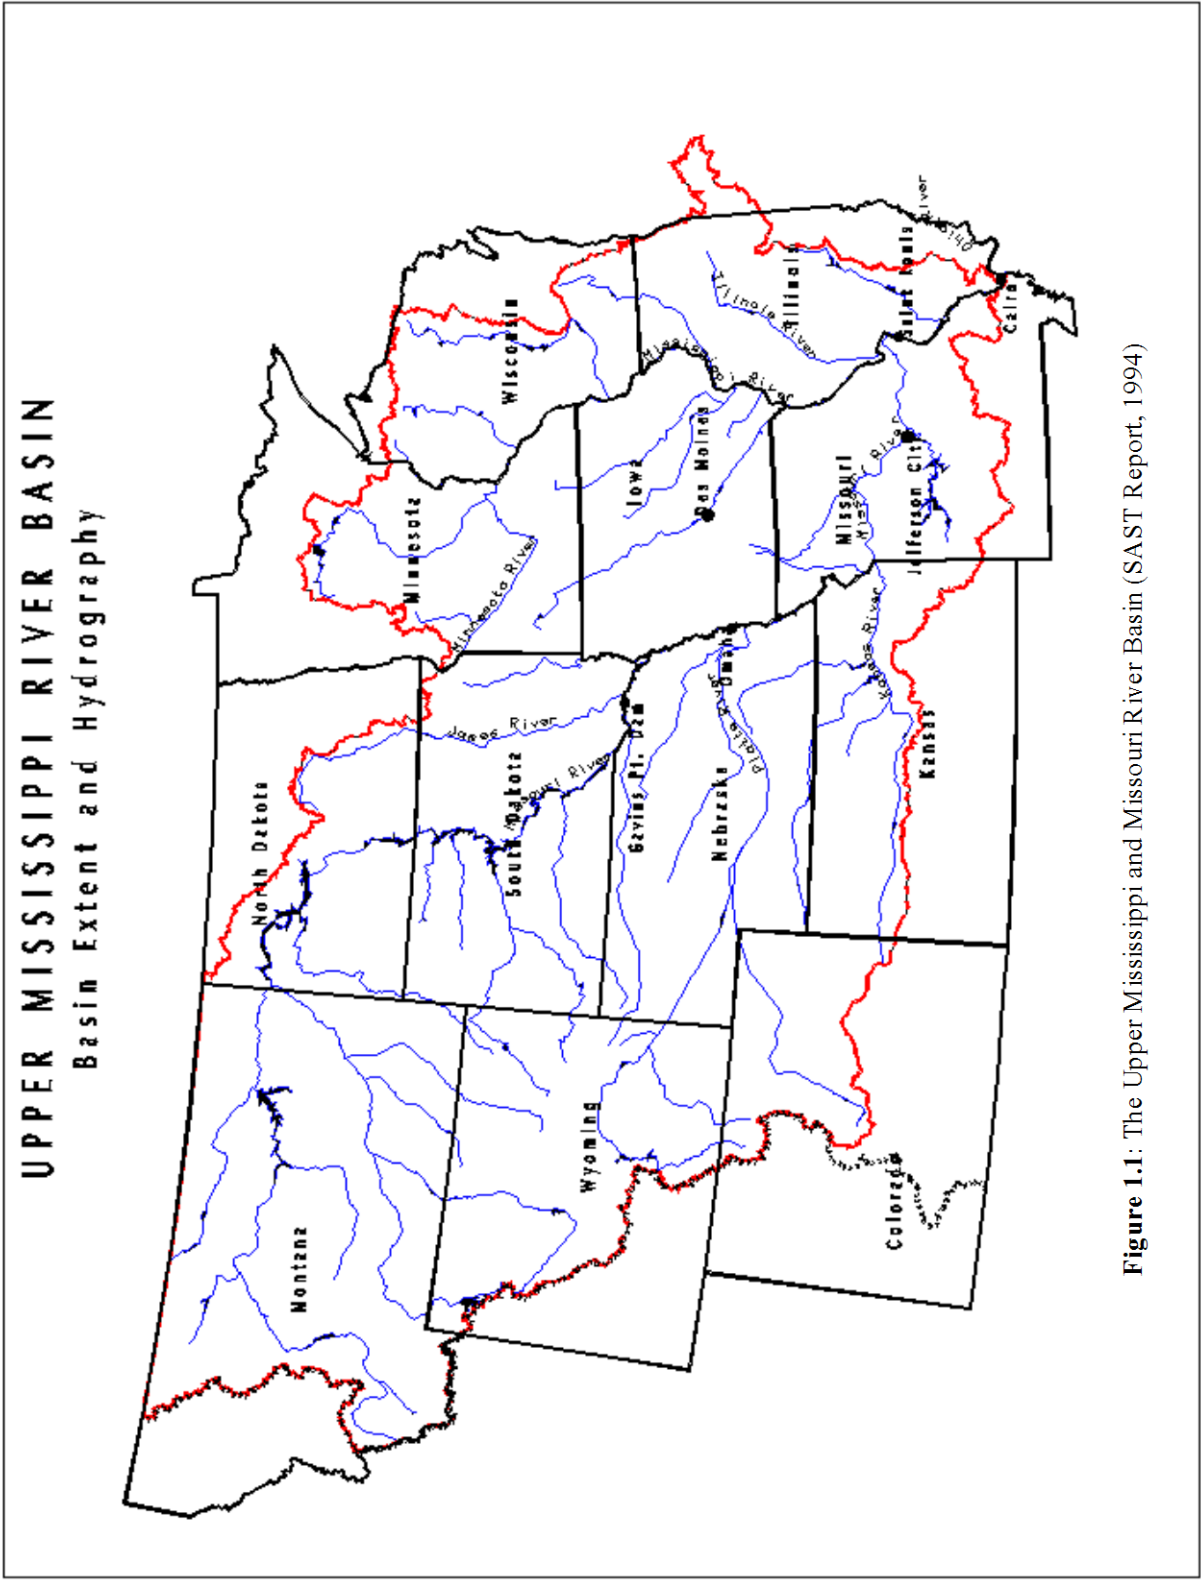 UPPER MISSISSIPPI RIVER BASIN
Basin Extent and Hydrography
Montana
North Dakota
Minnesota
Wisconsin
Minnesota River
James River
South Dakota
Missouri River
Wyoming
Gavins Pt. Dam
Iowa
Des Moines
Mississippi River
Illinois River
Illinois
Nebraska
Platte River
Omaha
Missouri
Missouri River
Jefferson City
Saint Louis
Ohio River
Cairo
Kansas River
Kansas
Colorado
Figure 1.1: The Upper Mississippi and Missouri River Basin (SAST Report, 1994)